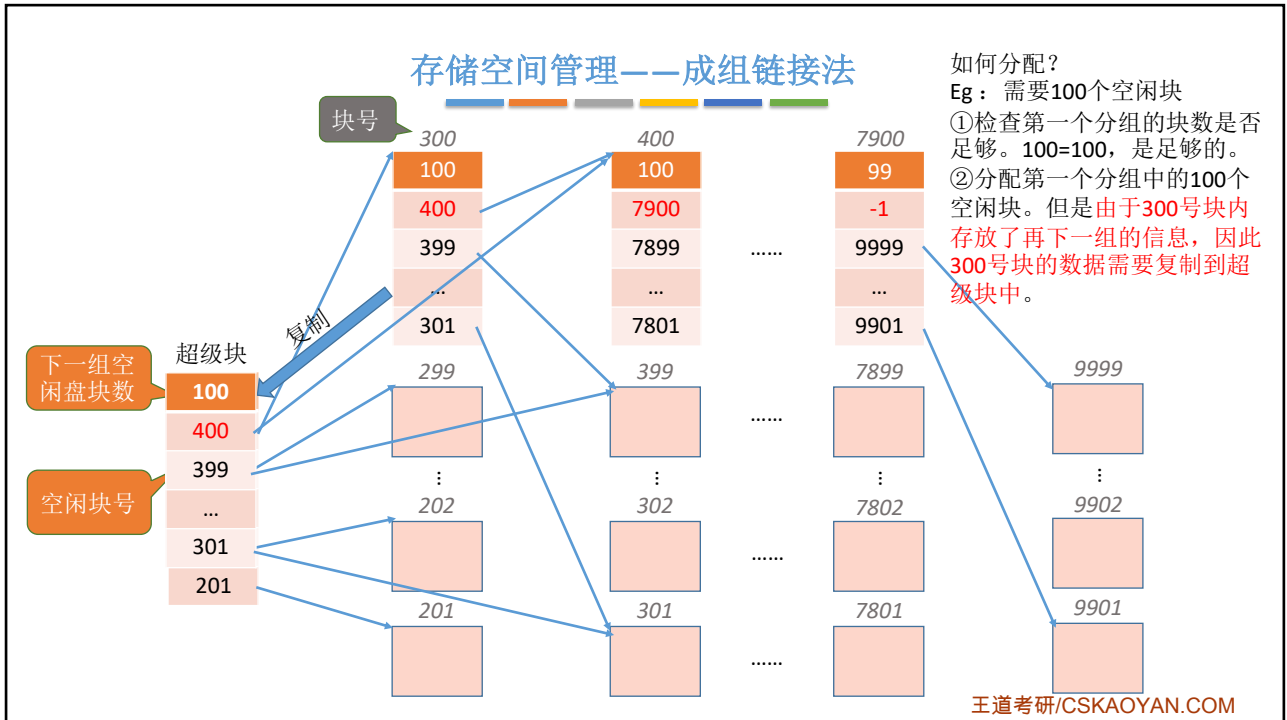 存储空间管理——成组链接法
如何分配？
Eg：需要100个空闲块
①检查第一个分组的块数是否
足够。100=100，是足够的。
②分配第一个分组中的100个
空闲块。但是由于300号块内
存放了再下一组的信息，因此
300号块的数据需要复制到超
级块中。
块号
300
100
400
399
…
301
400
100
7900
7899
…
7801
……
7900
99
-1
9999
…
9901
复制
超级块
下一组空
闲盘块数
空闲块号
100
400
399
…
301
201
299
399
7899
9999
……
…
…
…
202
302
7802
9902
……
201
301
7801
9901
……
王道考研/CSKAOYAN.COM